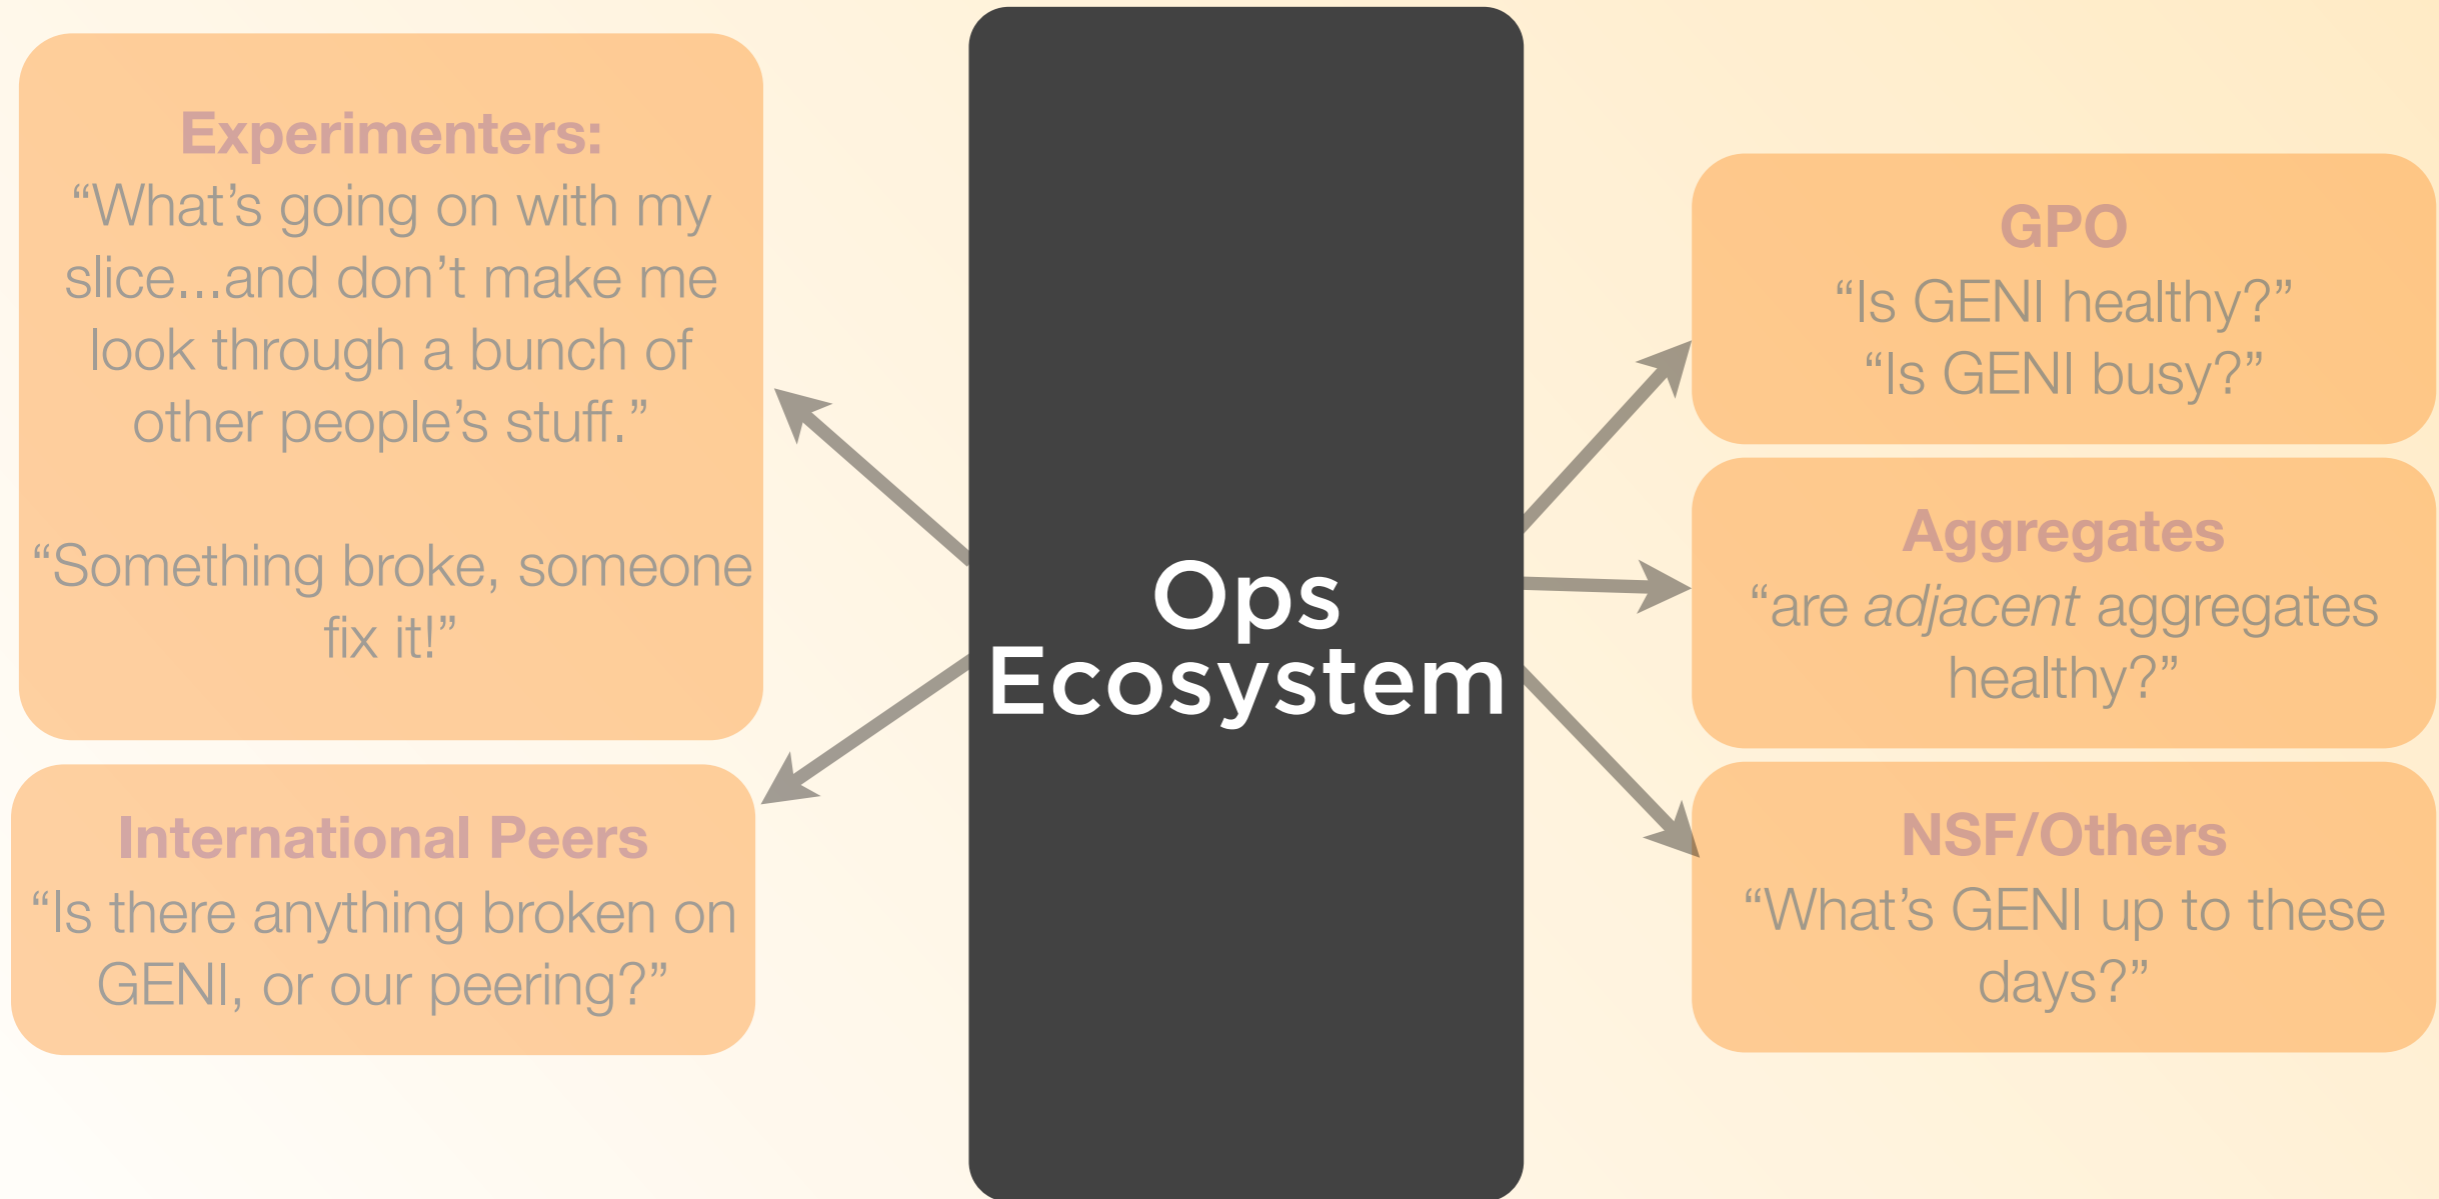 Experimenters:
“What’s going on with my
slice...and don’t make me
look through a bunch of
other people’s stuff.”
“Something broke, someone
fix it!”
International Peers
“Is there anything broken on
GENI, or our peering?”
Ops
Ecosystem
GPO
“Is GENI healthy?”
“Is GENI busy?”
Aggregates
“are adjacent aggregates
healthy?”
NSF/Others
“What’s GENI up to these
days?”